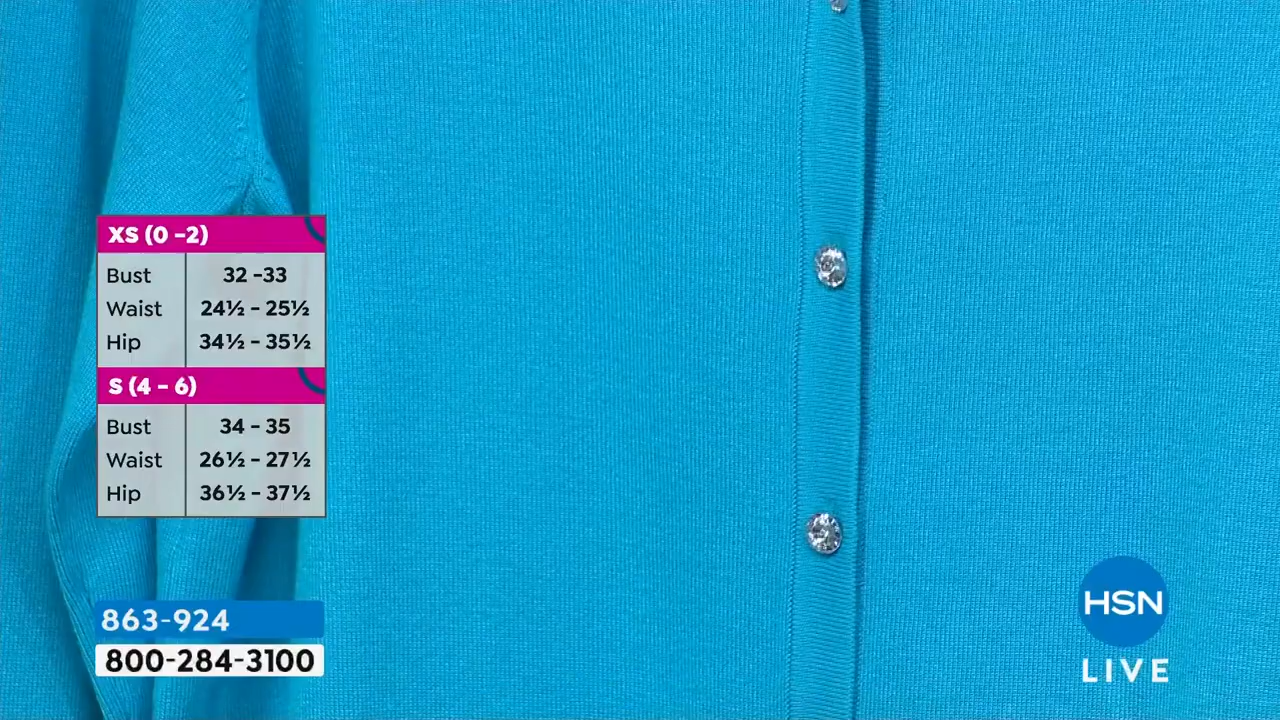 XS (0 -2)
Bust 32 -33
Waist 24½ - 25½
Hip 34½ - 35½
S (4 - 6)
Bust 34 - 35
Waist 26½ - 27½
Hip 36½ - 37½
863-924
800-284-3100
HSN
LIVE